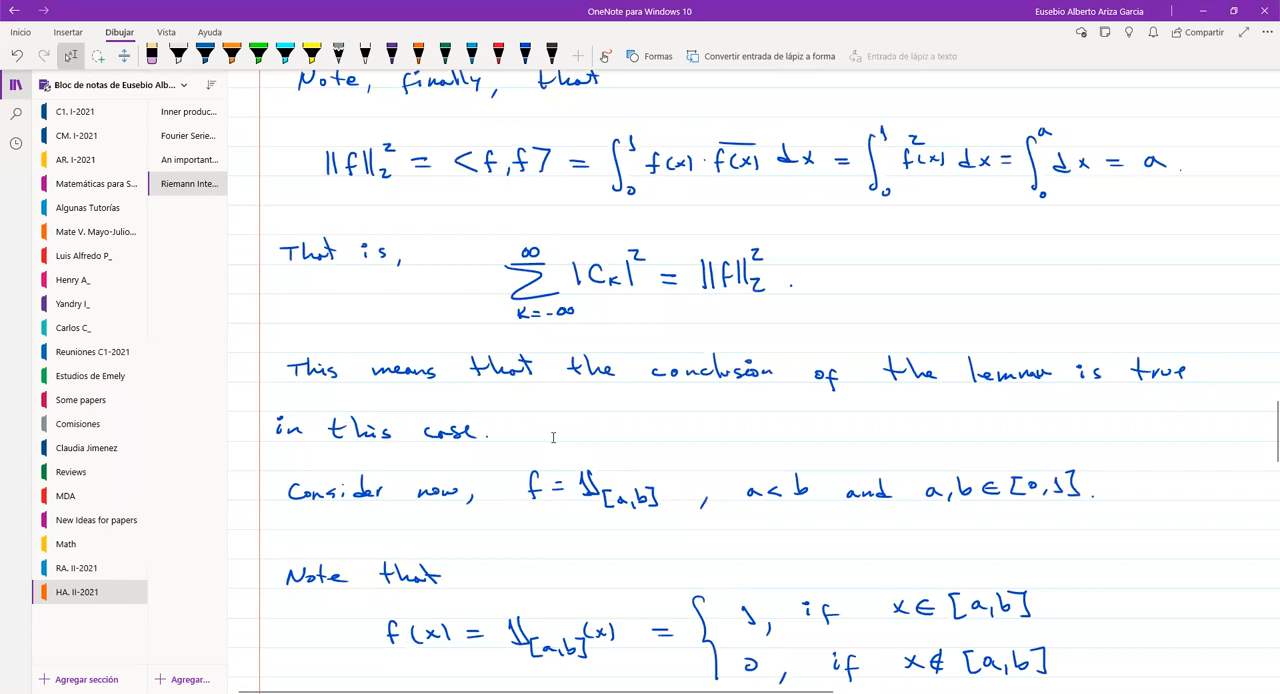 OneNote para Windows 10
Eusebio Alberto Ariza Garcia
Inicio Insertar Dibujar Vista Ayuda
Compartir
Formas Convertir entrada de lápiz a forma Entrada de lápiz a texto
Bloc de notas de Eusebio Alb...
C1. I-2021
CM. I-2021
AR. I-2021
Matemáticas para S...
Algunas Tutorías
Mate V. Mayo-Julio...
Luis Alfredo P_
Henry A_
Yandry I_
Carlos C_
Reuniones C1-2021
Estudios de Emely
Some papers
Comisiones
Claudia Jimenez
Reviews
MDA
New Ideas for papers
Math
RA. II-2021
HA. II-2021
Agregar sección
Inner produc...
Fourier Serie...
An important...
Riemann Inte...
Agregar...
Note, finally, that
||f||₂² = <f,f> = ∫₀¹ f(x)·\overline{f(x)} dx = ∫₀¹ f²(x) dx = ∫₀ᵃ dx = a.
That is,
∑_{k=-∞}^{∞} |C_k|² = ||f||₂².
This means that the conclusion of the lemma is true
in this case.
Consider now, f = 𝟙_{[a,b]}, a<b and a,b∈[0,1].
Note that
f(x) = 𝟙_{[a,b]}(x) = { 1, if x∈[a,b]
0, if x∉[a,b]